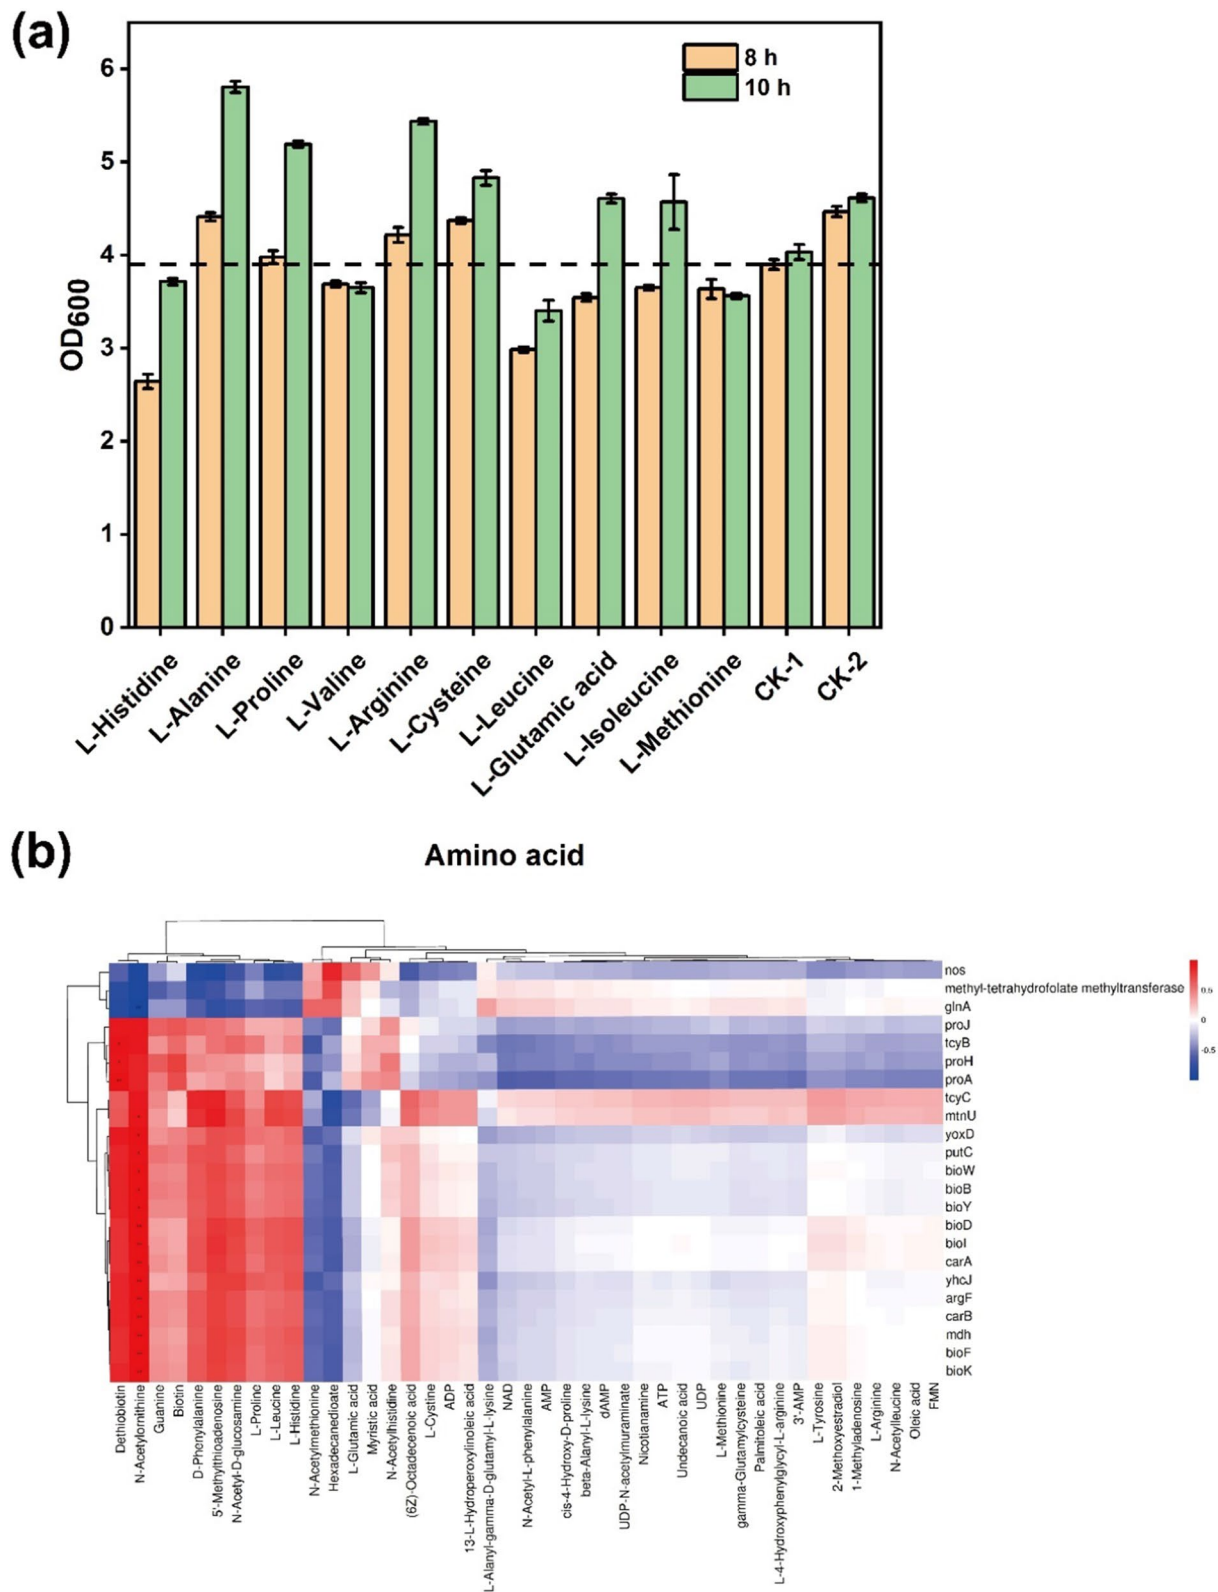 (a)
8 h
10 h
OD600
6
5
4
3
2
1
0
L-Histidine
L-Alanine
L-Proline
L-Valine
L-Arginine
L-Cysteine
L-Leucine
L-Glutamic acid
L-Isoleucine
L-Methionine
CK-1
CK-2
(b)
Amino acid
nos
methyl-tetrahydrofolate methyltransferase
glnA
proJ
tcyB
proH
proA
tcyC
mtnU
yoxD
putC
bioW
bioB
bioY
bioD
bioI
carA
yhcJ
argF
carB
mdh
bioF
bioK
0.5
0
-0.5
Dethiobiotin
N-Acetylornithine
Guanine
Biotin
D-Phenylalanine
5'-Methylthioadenosine
N-Acetyl-D-glucosamine
L-Proline
L-Leucine
L-Histidine
N-Acetylmethionine
Hexadecanedioate
L-Glutamic acid
Myristic acid
N-Acetylhistidine
(6Z)-Octadecenoic acid
L-Cystine
ADP
13-L-Hydroperoxylinoleic acid
L-Alanyl-gamma-D-glutamyl-L-lysine
NAD
N-Acetyl-L-phenylalanine
AMP
cis-4-Hydroxy-D-proline
beta-Alanyl-L-lysine
dAMP
UDP-N-acetylmuraminate
Nicotianamine
ATP
Undecanoic acid
UDP
L-Methionine
gamma-Glutamylcysteine
Palmitoleic acid
L-4-Hydroxyphenylglycyl-L-arginine
3'-AMP
L-Tyrosine
2-Methoxyestradiol
1-Methyladenosine
L-Arginine
N-Acetylleucine
Oleic acid
FMN